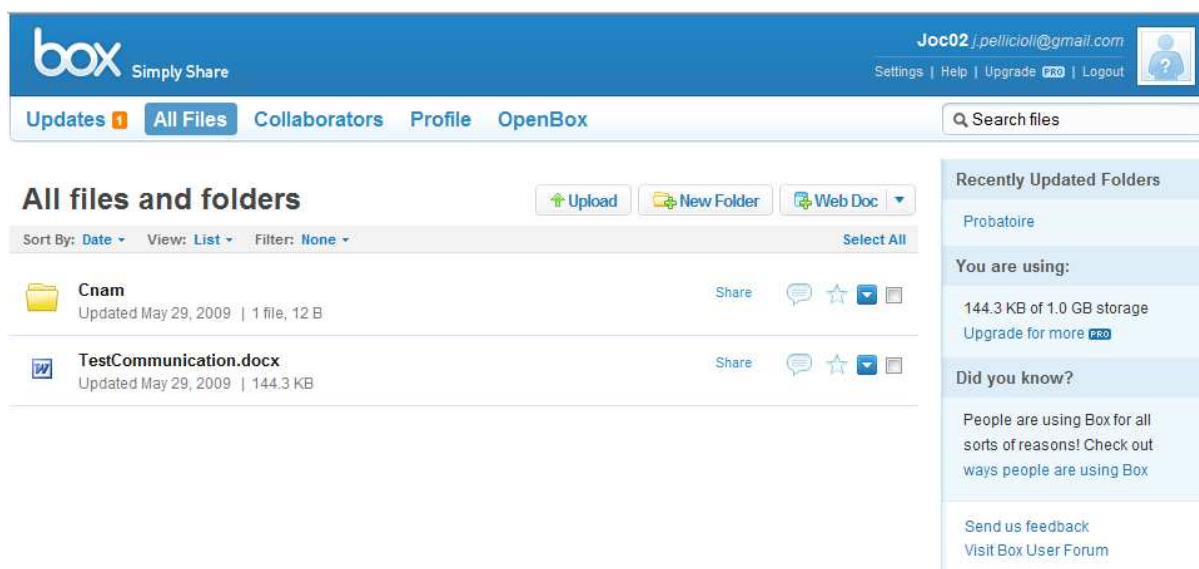 box Simply Share
Joc02 j.pellicioli@gmail.com
Settings | Help | Upgrade PRO | Logout
Updates 1 All Files Collaborators Profile OpenBox
Search files
All files and folders
Upload New Folder Web Doc
Sort By: Date View: List Filter: None Select All
Cnam
Updated May 29, 2009 | 1 file, 12 B
Share
TestCommunication.docx
Updated May 29, 2009 | 144.3 KB
Share
Recently Updated Folders
Probatoire
You are using:
144.3 KB of 1.0 GB storage
Upgrade for more PRO
Did you know?
People are using Box for all
sorts of reasons! Check out
ways people are using Box
Send us feedback
Visit Box User Forum